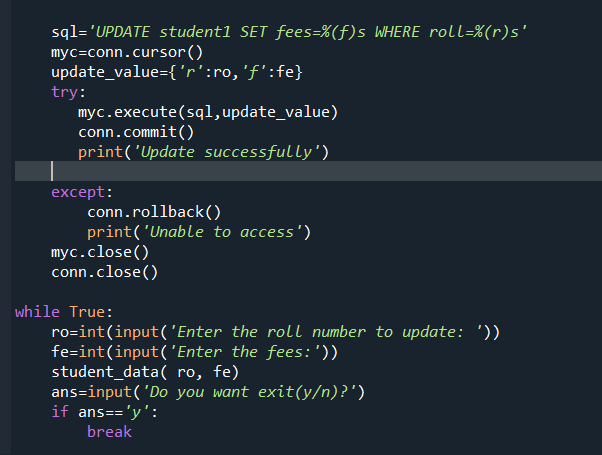 sql='UPDATE student1 SET fees=%(f)s WHERE roll=%(r)s'
myc=conn.cursor()
update_value={'r':ro,'f':fe}
try:
myc.execute(sql,update_value)
conn.commit()
print('Update successfully')
except:
conn.rollback()
print('Unable to access')
myc.close()
conn.close()
while True:
ro=int(input('Enter the roll number to update: '))
fe=int(input('Enter the fees:'))
student_data( ro, fe)
ans=input('Do you want exit(y/n)?')
if ans=='y':
break